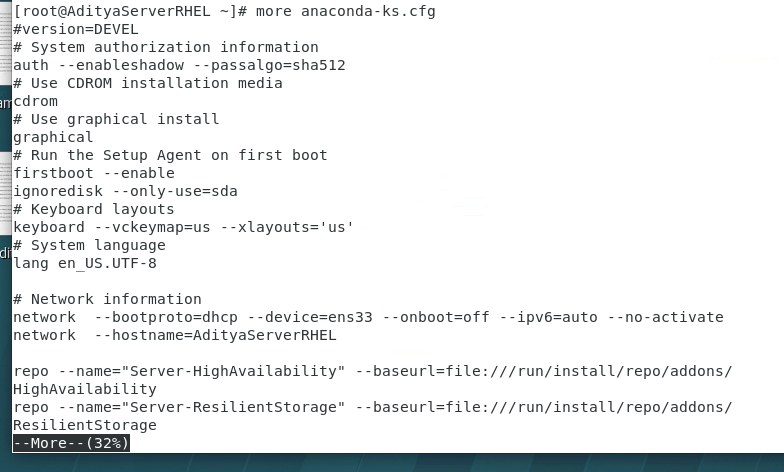 [root@AdityaServerRHEL ~]# more anaconda-ks.cfg
#version=DEVEL
# System authorization information
auth --enableshadow --passalgo=sha512
# Use CDROM installation media
cdrom
# Use graphical install
graphical
# Run the Setup Agent on first boot
firstboot --enable
ignoredisk --only-use=sda
# Keyboard layouts
keyboard --vckeymap=us --xlayouts='us'
# System language
lang en_US.UTF-8

# Network information
network  --bootproto=dhcp --device=ens33 --onboot=off --ipv6=auto --no-activate
network  --hostname=AdityaServerRHEL

repo --name="Server-HighAvailability" --baseurl=file:///run/install/repo/addons/
HighAvailability
repo --name="Server-ResilientStorage" --baseurl=file:///run/install/repo/addons/
ResilientStorage
--More--(32%)